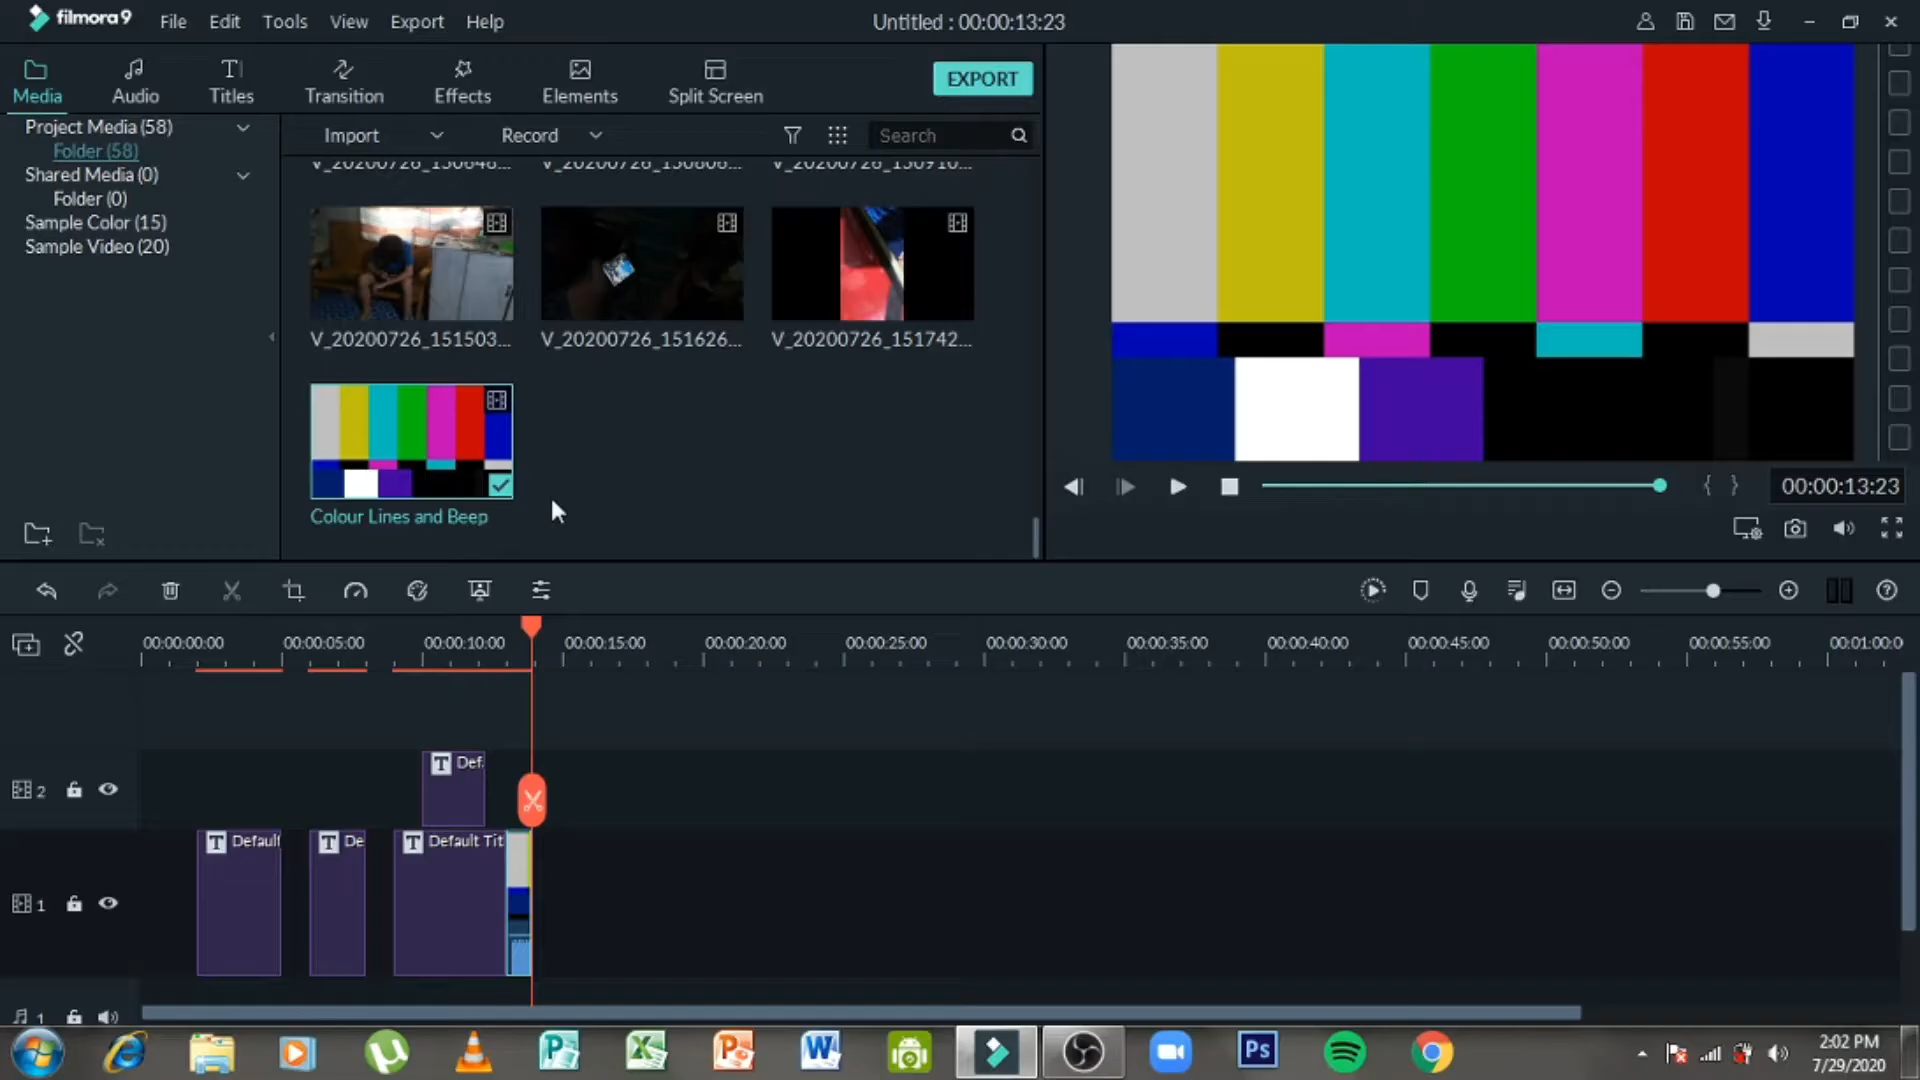 filmora9 File Edit Tools View Export Help Untitled : 00:00:13:23
Media Audio Titles Transition Effects Elements Split Screen EXPORT
Project Media (58)
Folder (58)
Shared Media (0)
Folder (0)
Sample Color (15)
Sample Video (20)
Import Record Search
V_20200726_150646... V_20200726_150806... V_20200726_150910...
V_20200726_151503... V_20200726_151626... V_20200726_151742...
Colour Lines and Beep
00:00:13:23
00:00:00:00 00:00:05:00 00:00:10:00 00:00:15:00 00:00:20:00 00:00:25:00 00:00:30:00 00:00:35:00 00:00:40:00 00:00:45:00 00:00:50:00 00:00:55:00 00:01:00:0
2 T Def
1 T Default T De T Default Tit
1
Ps
2:02 PM
7/29/2020